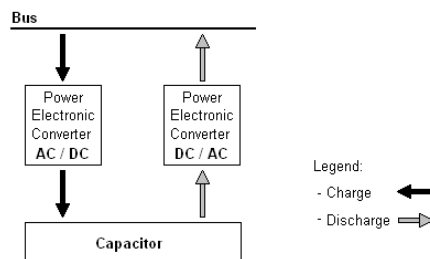 Bus
Power
Electronic
Converter
AC / DC
Power
Electronic
Converter
DC / AC
Capacitor
Legend:
- Charge
- Discharge